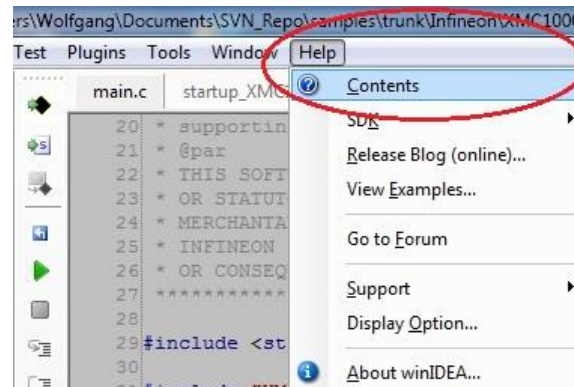 ers\Wolfgang\Documents\SVN_Repo\samples\trunk\Infineon\XMC1000
Test Plugins Tools Window Help
main.c startup_XMC
Contents
SDK
Release Blog (online)...
View Examples...
Go to Forum
Support
Display Option...
About winIDEA...
20 * supportin
21 * @par
22 * THIS SOFT
23 * OR STATUT
24 * MERCHANTA
25 * INFINEON
26 * OR CONSEQ
27 ***********
28
29 #include <st
30